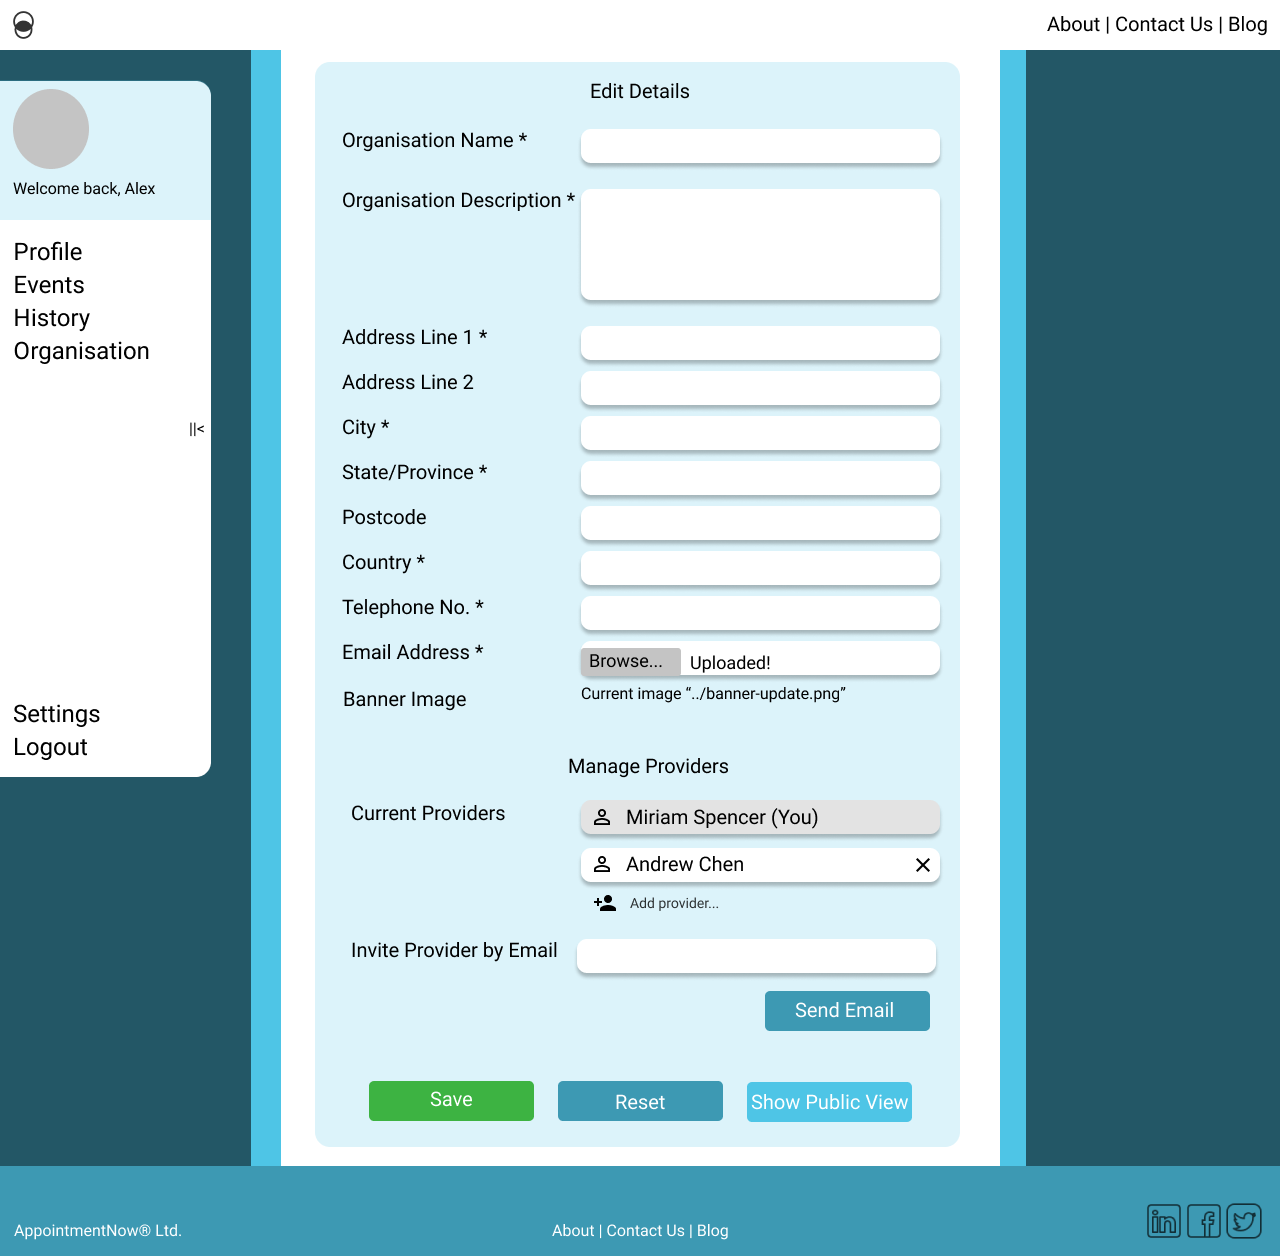 About | Contact Us | Blog
Welcome back, Alex
Profile
Events
History
Organisation
||<
Settings
Logout
Edit Details
Organisation Name *
Organisation Description *
Address Line 1 *
Address Line 2
City *
State/Province *
Postcode
Country *
Telephone No. *
Email Address *
Browse... Uploaded!
Banner Image
Current image “../banner-update.png”
Manage Providers
Current Providers
Miriam Spencer (You)
Andrew Chen
Add provider...
Invite Provider by Email
Send Email
Save
Reset
Show Public View
AppointmentNow® Ltd.
About | Contact Us | Blog
in f